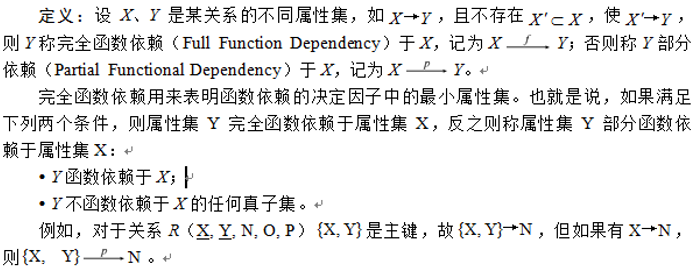 定义：设 X、Y 是某关系的不同属性集，如 X→Y，且不存在 X'⊂X，使 X'→Y，
则 Y 称完全函数依赖（Full Function Dependency）于 X，记为 X —f→ Y；否则称 Y 部分
依赖（Partial Functional Dependency）于 X，记为 X —p→ Y。
完全函数依赖用来表明函数依赖的决定因子中的最小属性集。也就是说，如果满足
下列两个条件，则属性集 Y 完全函数依赖于属性集 X，反之则称属性集 Y 部分函数依
赖于属性集 X：
• Y 函数依赖于 X；
• Y 不函数依赖于 X 的任何真子集。
例如，对于关系 R（X, Y, N, O, P）{X, Y}是主键，故{X, Y}→N，但如果有 X→N，
则{X, Y} —p→ N 。